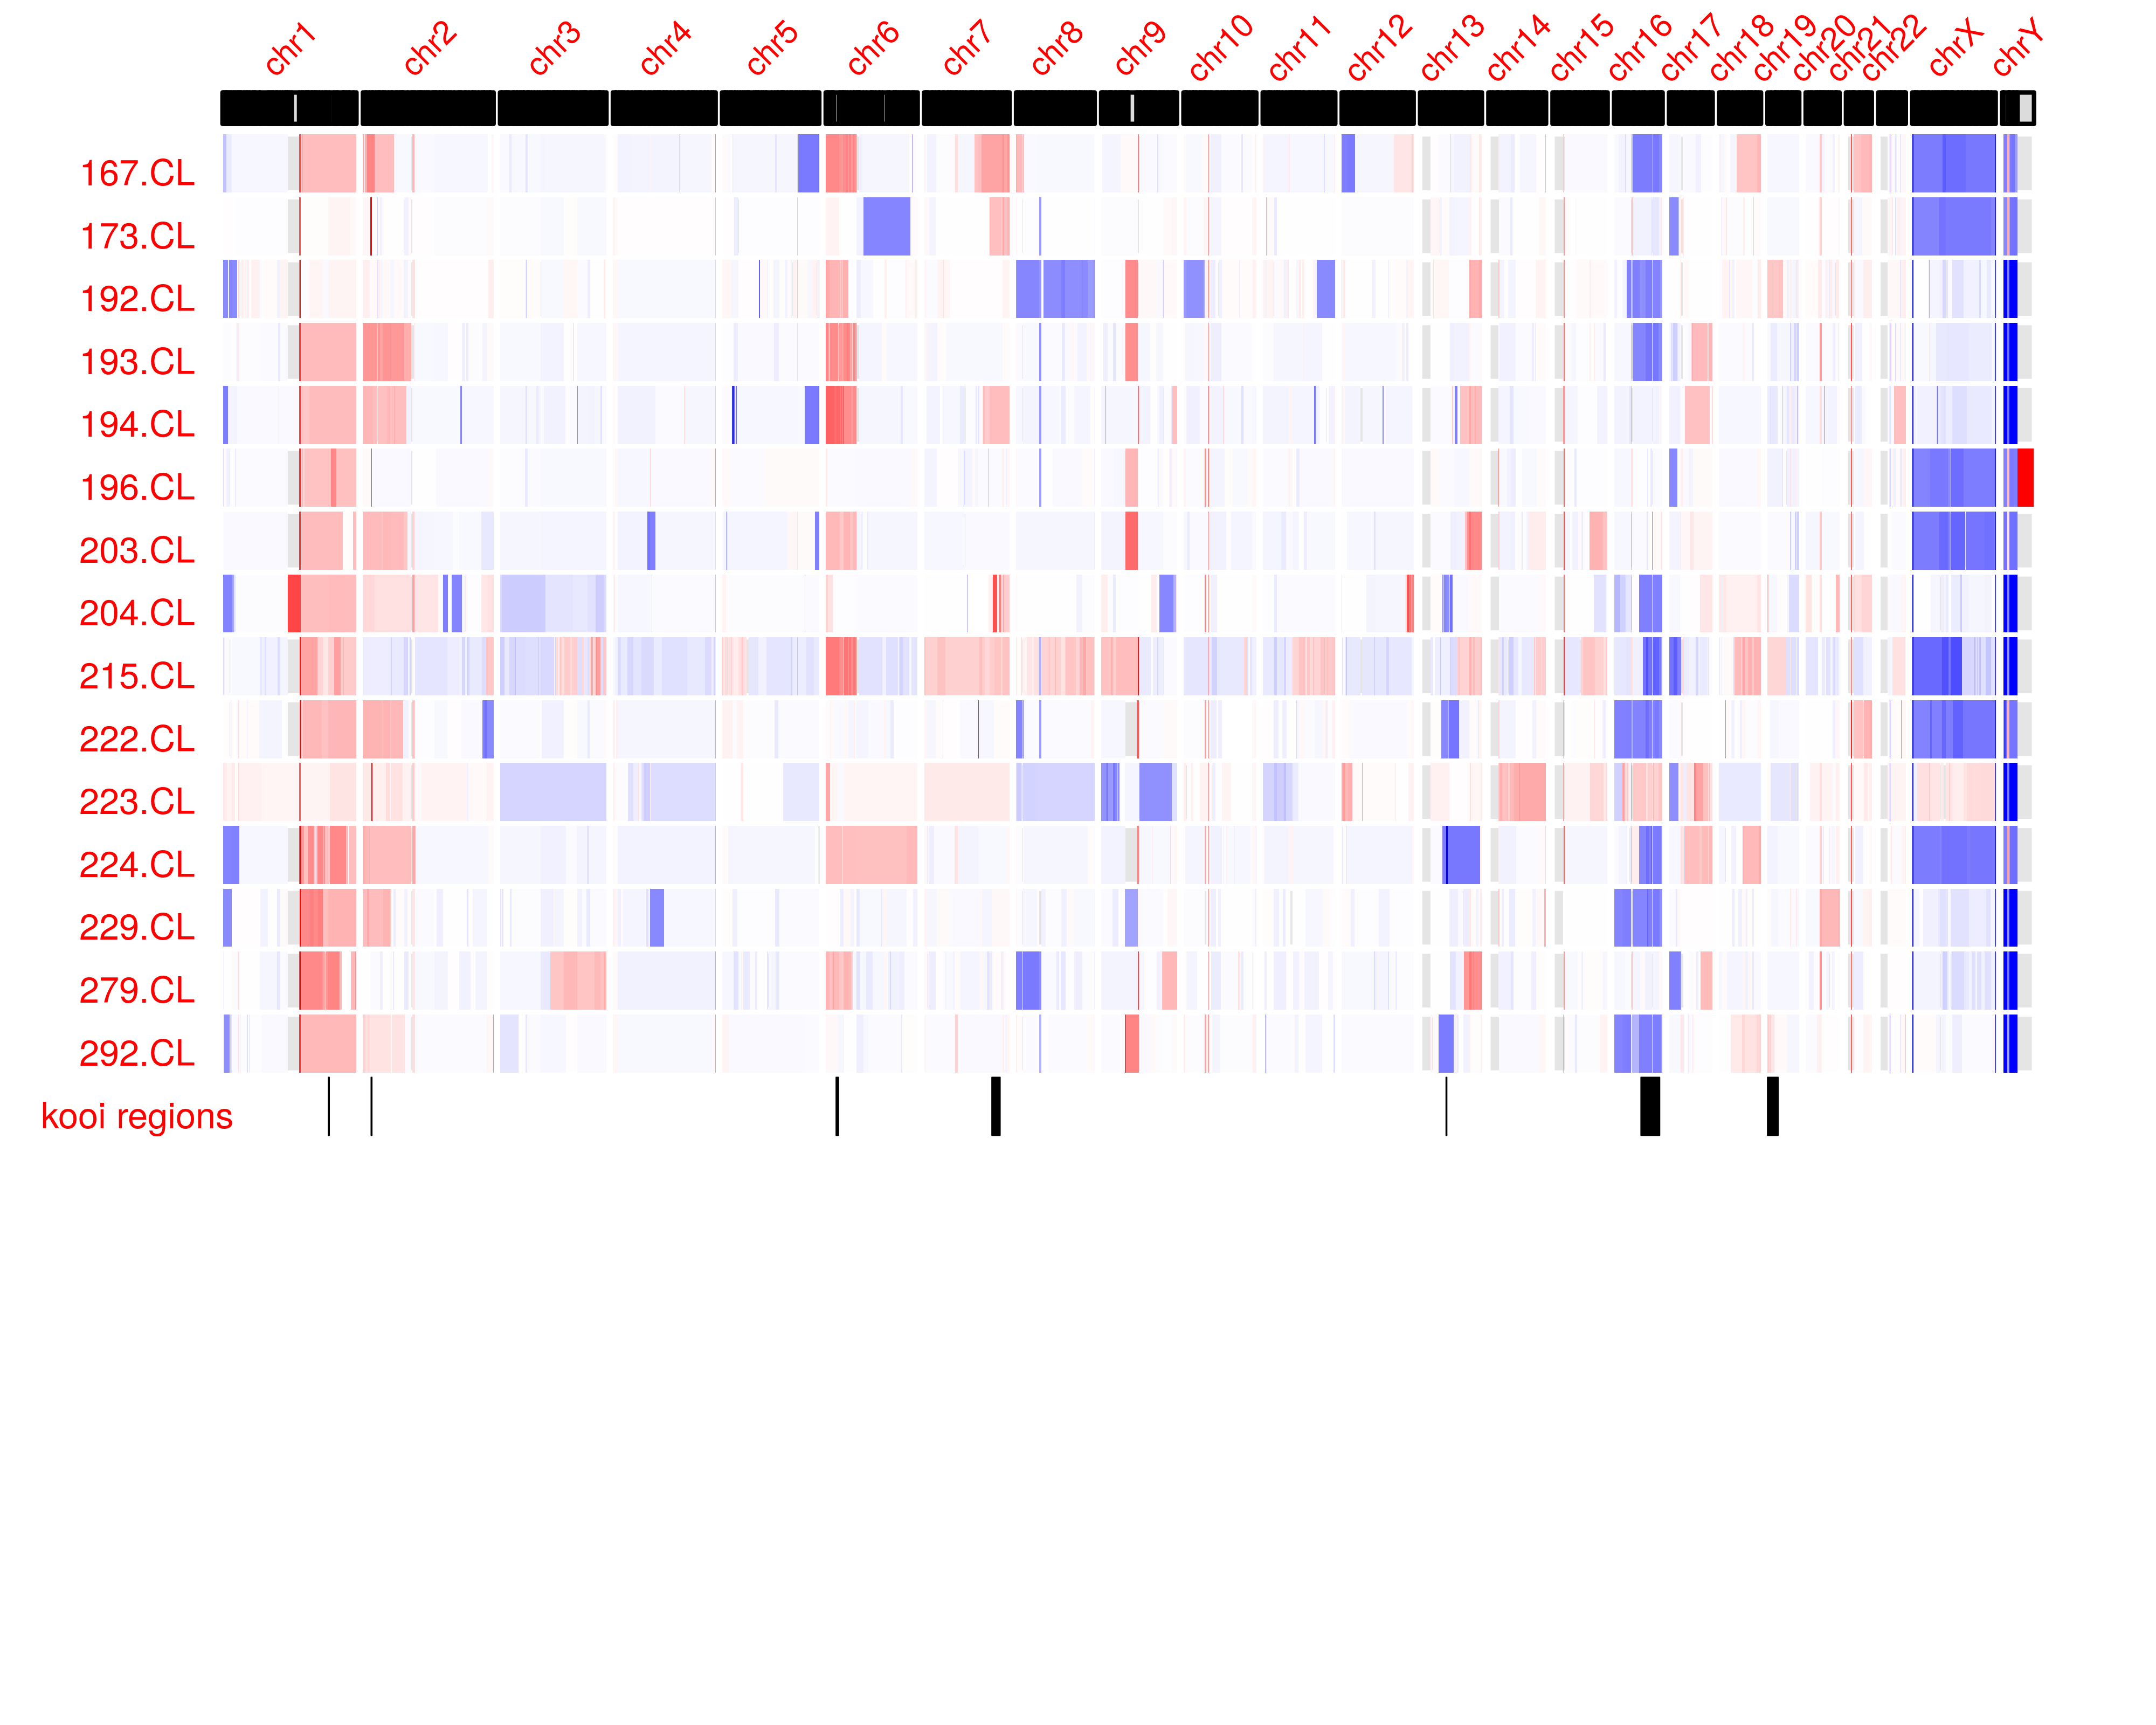 chr1 chr2 chr3 chr4 chr5 chr6 chr7 chr8 chr9 chr10 chr11 chr12 chr13 chr14 chr15 chr16 chr17 chr18 chr19 chr20 chr21 chr22 chrX chrY
167.CL
173.CL
192.CL
193.CL
194.CL
196.CL
203.CL
204.CL
215.CL
222.CL
223.CL
224.CL
229.CL
279.CL
292.CL
kooi regions